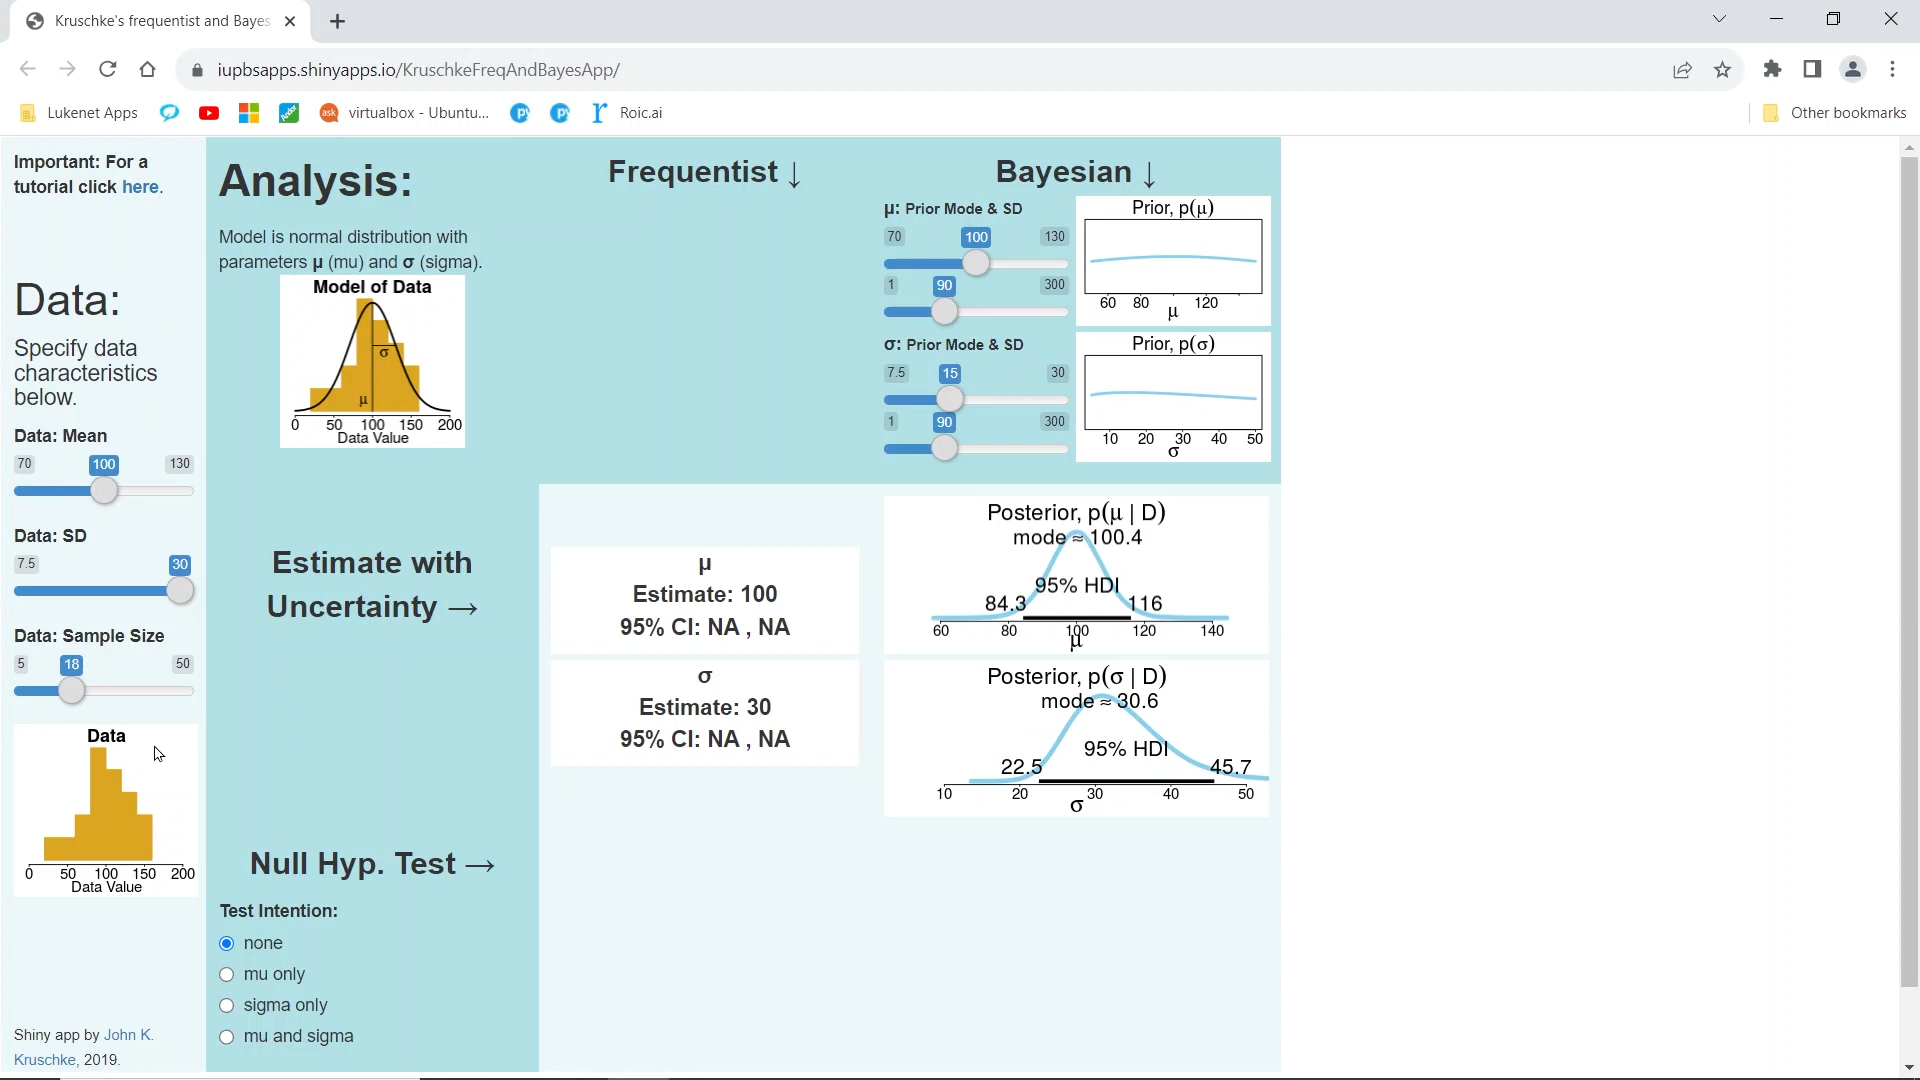 Kruschke's frequentist and Bayes
iupbsapps.shinyapps.io/KruschkeFreqAndBayesApp/
Lukenet Apps
Andor
ask
virtualbox - Ubuntu...
Roic.ai
Other bookmarks
Important: For a
tutorial click here.
Data:
Specify data
characteristics
below.
Data: Mean
70 100 130
Data: SD
7.5 30
Data: Sample Size
5 18 50
Data
0 50 100 150 200
Data Value
Shiny app by John K.
Kruschke, 2019.
Analysis:
Model is normal distribution with
parameters μ (mu) and σ (sigma).
Model of Data
σ
μ
0 50 100 150 200
Data Value
Frequentist ↓
Bayesian ↓
μ: Prior Mode & SD
70 100 130
1 90 300
Prior, p(μ)
60 80 120
μ
σ: Prior Mode & SD
7.5 15 30
1 90 300
Prior, p(σ)
10 20 30 40 50
σ
Estimate with
Uncertainty →
μ
Estimate: 100
95% CI: NA , NA
σ
Estimate: 30
95% CI: NA , NA
Posterior, p(μ | D)
mode ≈ 100.4
95% HDI
84.3 116
60 80 100 120 140
μ
Posterior, p(σ | D)
mode ≈ 30.6
95% HDI
22.5 45.7
10 20 30 40 50
σ
Null Hyp. Test →
Test Intention:
none
mu only
sigma only
mu and sigma